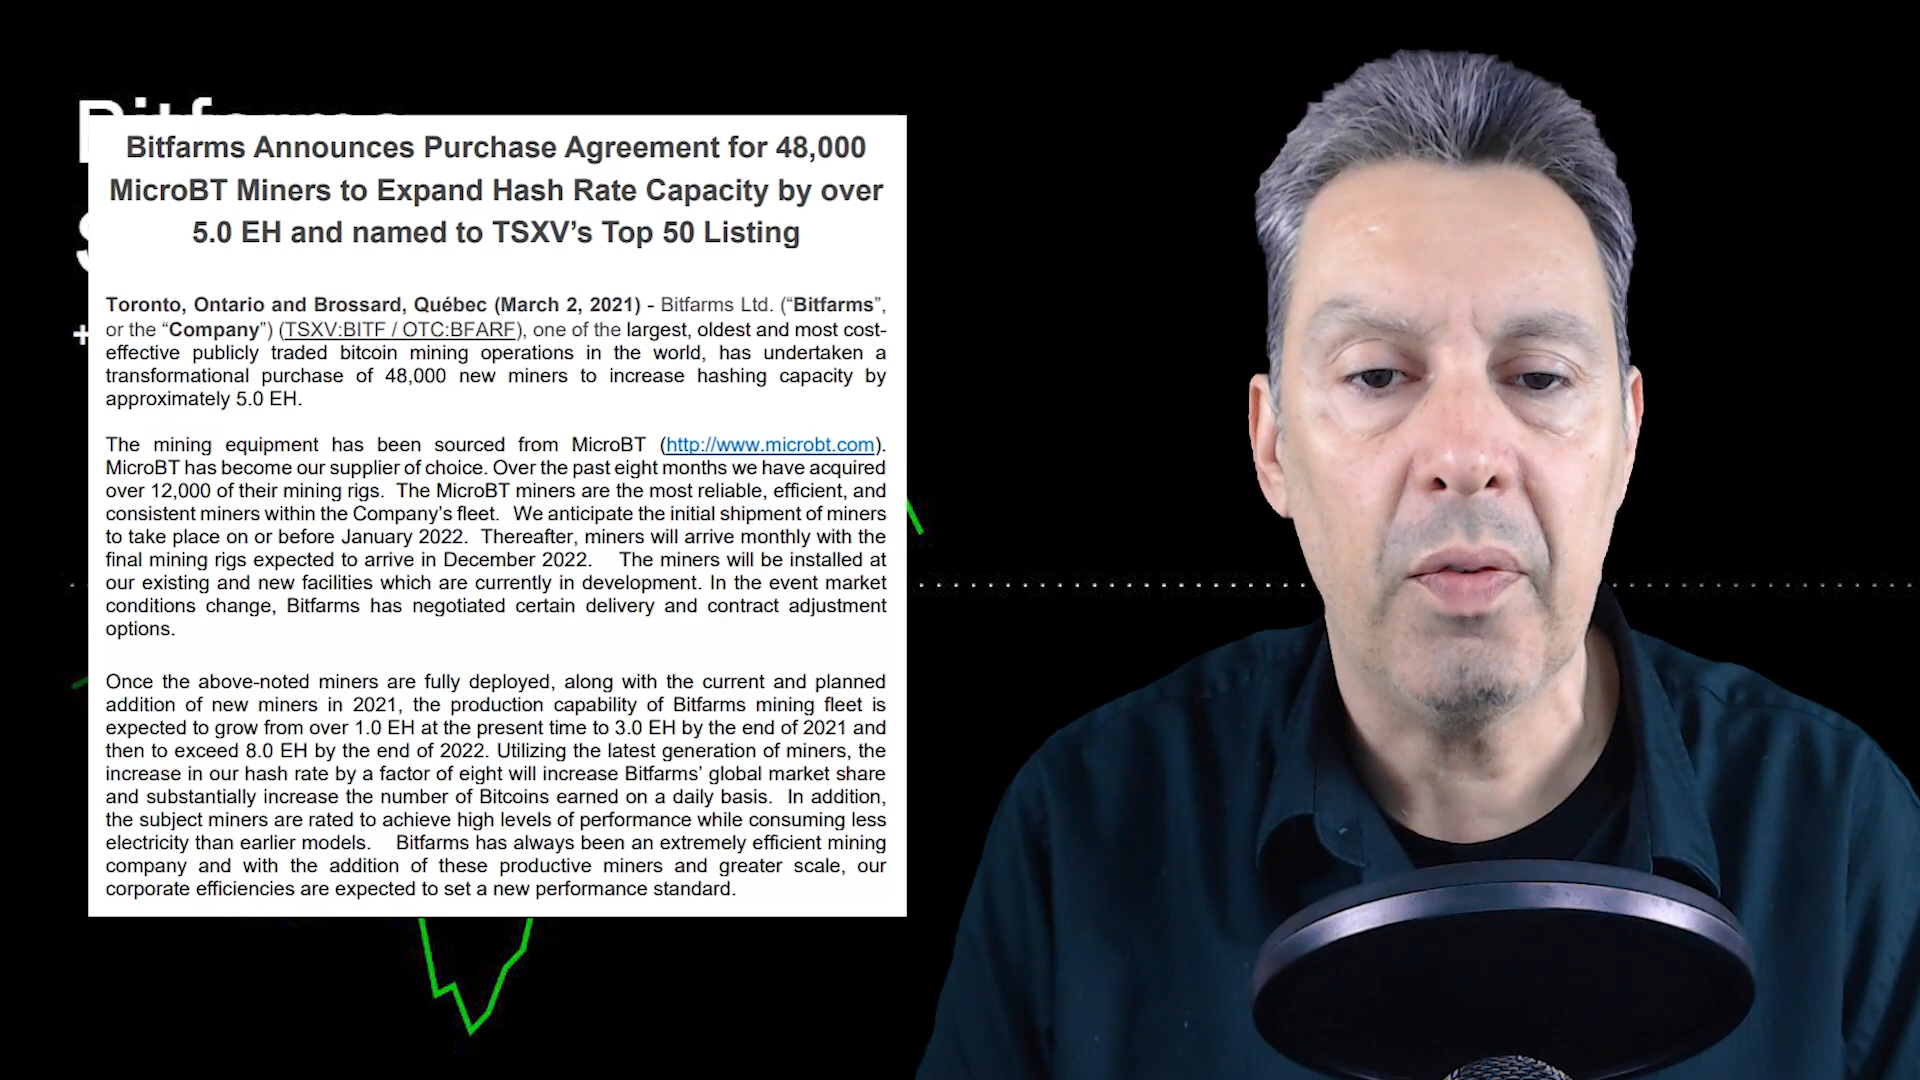 Bitfarms
Bitfarms Announces Purchase Agreement for 48,000
MicroBT Miners to Expand Hash Rate Capacity by over
5.0 EH and named to TSXV’s Top 50 Listing
Toronto, Ontario and Brossard, Québec (March 2, 2021) - Bitfarms Ltd. (“Bitfarms”,
or the “Company”) (TSXV:BITF / OTC:BFARF), one of the largest, oldest and most cost-
effective publicly traded bitcoin mining operations in the world, has undertaken a
transformational purchase of 48,000 new miners to increase hashing capacity by
approximately 5.0 EH.
The mining equipment has been sourced from MicroBT (http://www.microbt.com).
MicroBT has become our supplier of choice. Over the past eight months we have acquired
over 12,000 of their mining rigs. The MicroBT miners are the most reliable, efficient, and
consistent miners within the Company’s fleet. We anticipate the initial shipment of miners
to take place on or before January 2022. Thereafter, miners will arrive monthly with the
final mining rigs expected to arrive in December 2022. The miners will be installed at
our existing and new facilities which are currently in development. In the event market
conditions change, Bitfarms has negotiated certain delivery and contract adjustment
options.
Once the above-noted miners are fully deployed, along with the current and planned
addition of new miners in 2021, the production capability of Bitfarms mining fleet is
expected to grow from over 1.0 EH at the present time to 3.0 EH by the end of 2021 and
then to exceed 8.0 EH by the end of 2022. Utilizing the latest generation of miners, the
increase in our hash rate by a factor of eight will increase Bitfarms’ global market share
and substantially increase the number of Bitcoins earned on a daily basis. In addition,
the subject miners are rated to achieve high levels of performance while consuming less
electricity than earlier models. Bitfarms has always been an extremely efficient mining
company and with the addition of these productive miners and greater scale, our
corporate efficiencies are expected to set a new performance standard.